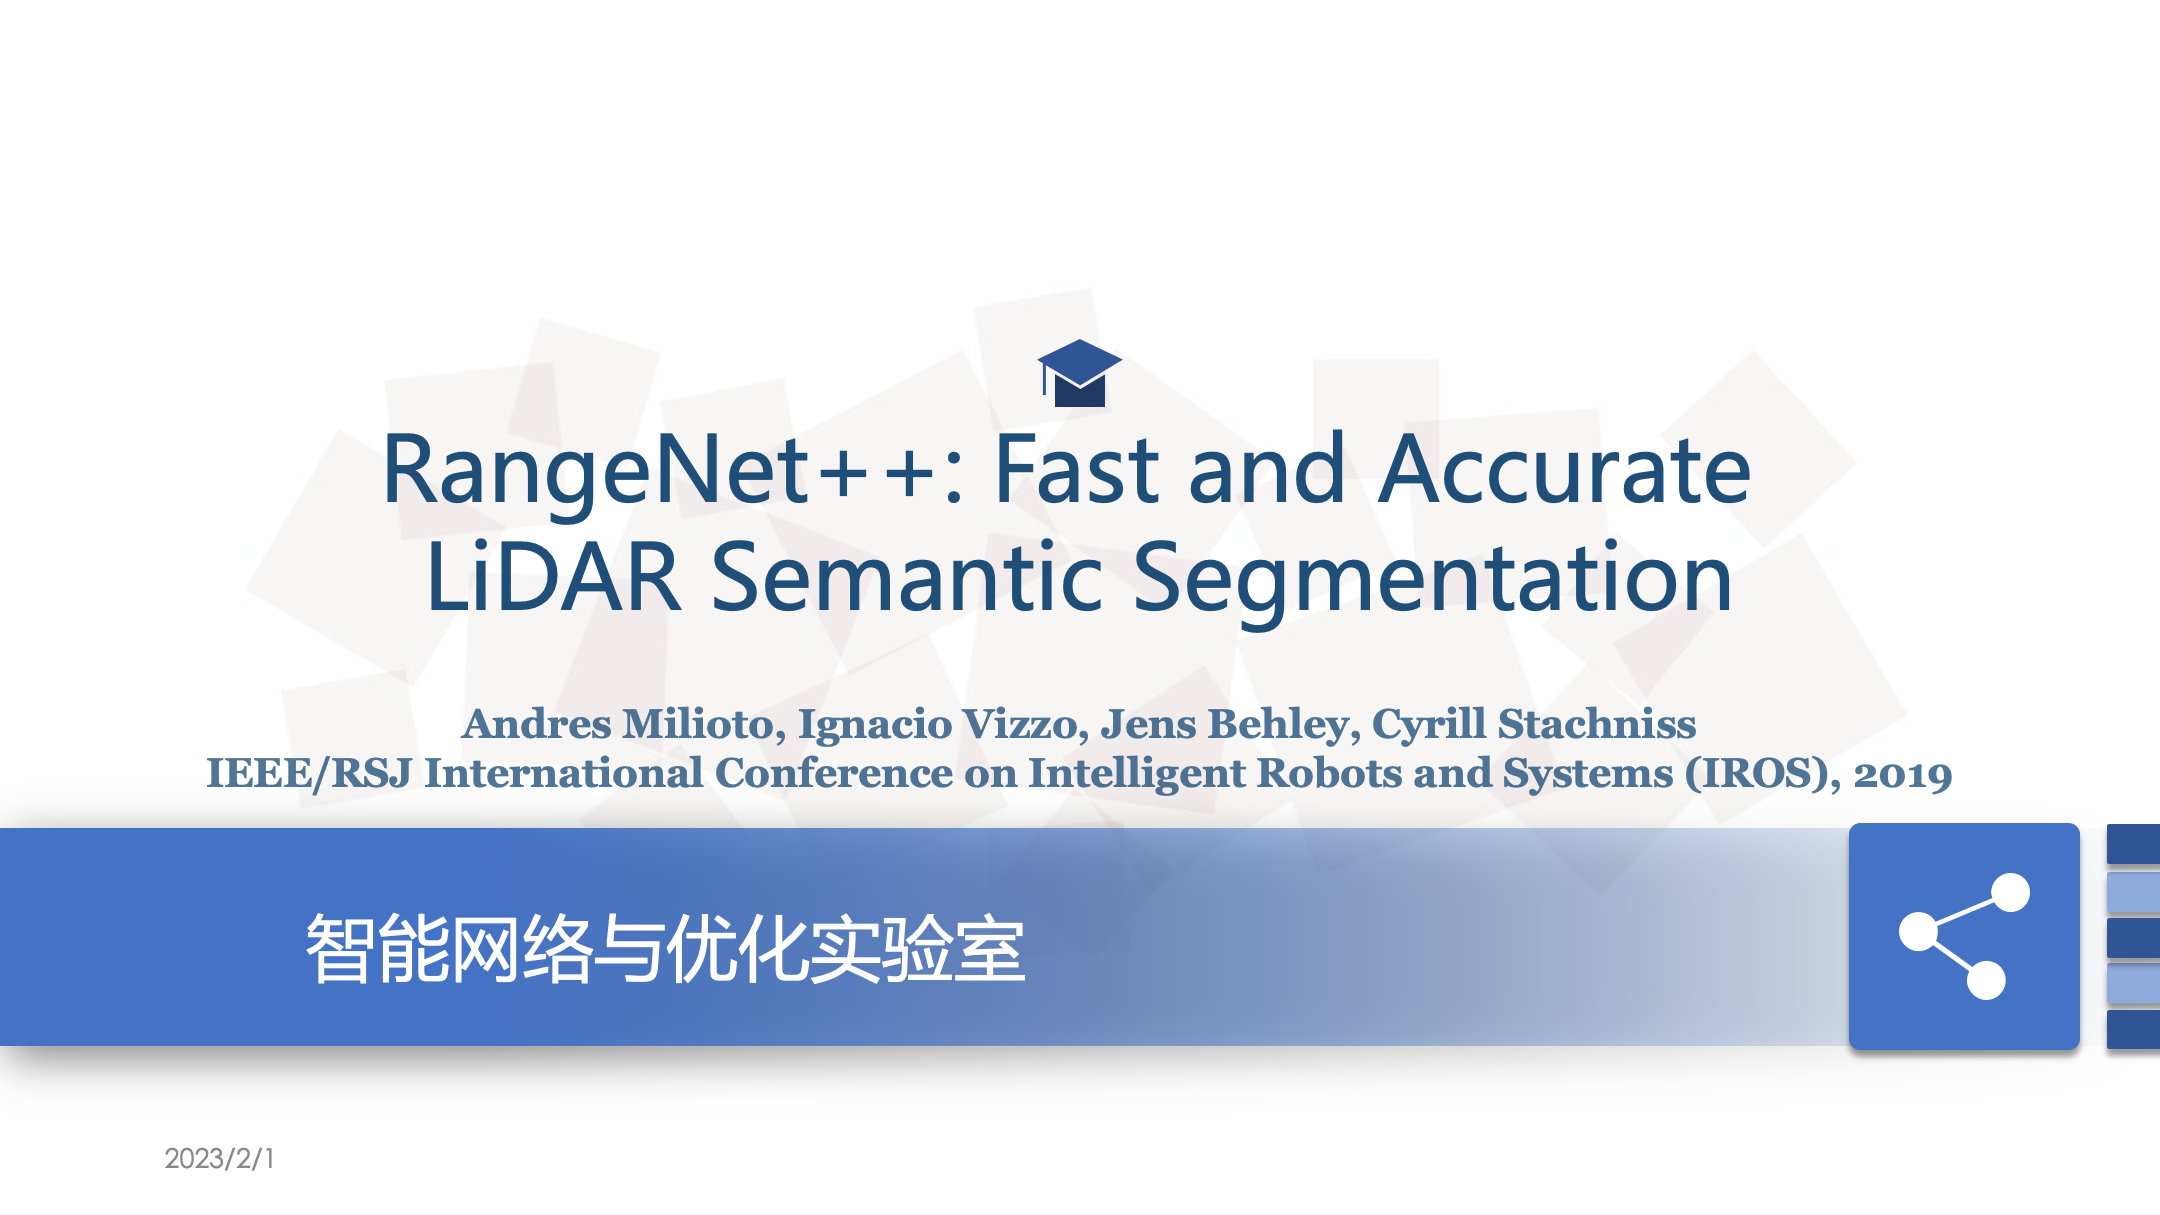 RangeNet++: Fast and Accurate
LiDAR Semantic Segmentation
Andres Milioto, Ignacio Vizzo, Jens Behley, Cyrill Stachniss
IEEE/RSJ International Conference on Intelligent Robots and Systems (IROS), 2019
智能网络与优化实验室
2023/2/1